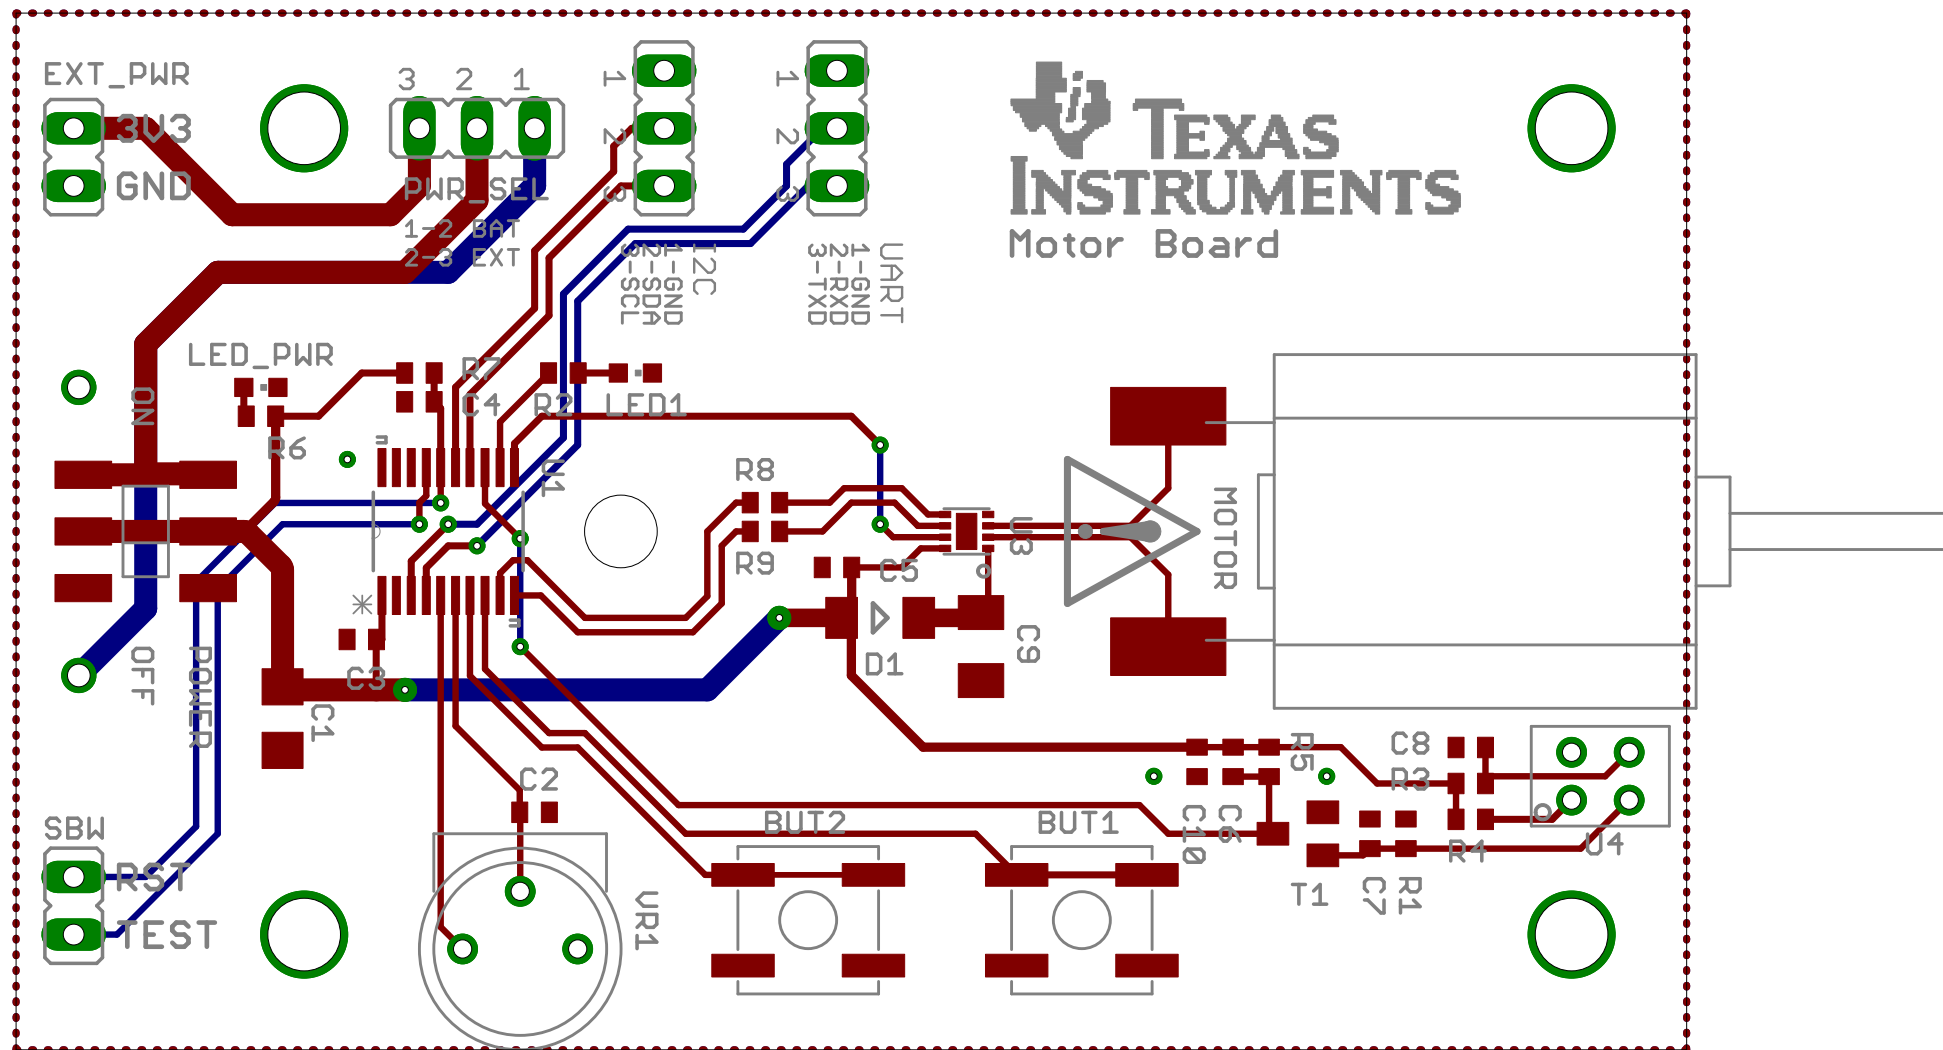 EXT_PWR
3V3
GND
3 2 1
PWR_SEL
1-2 BAT
2-3 EXT
1
2
3
I2C
1-GND
2-SDA
3-SCL
1
2
3
UART
1-GND
2-RXD
3-TXD
TEXAS
INSTRUMENTS
Motor Board
LED_PWR
R7
C4
R2
LED1
ON
R6
U1
R8
R9
C5
U3
MOTOR
D1
C9
OFF
POWER
C3
C1
C2
R5
C8
R3
C10
C6
R4
U4
T1
C7
R1
BUT2
BUT1
VR1
SBW
RST
TEST